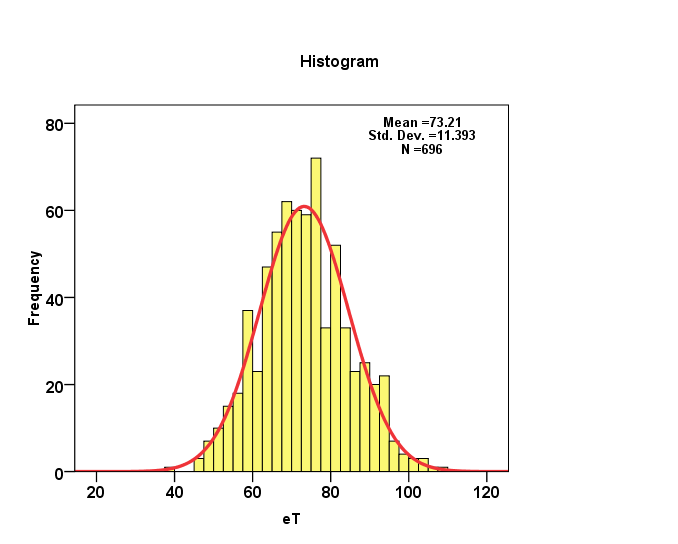 Histogram
Mean =73.21
Std. Dev. =11.393
N =696
80
60
40
20
0
Frequency
20 40 60 80 100 120
eT